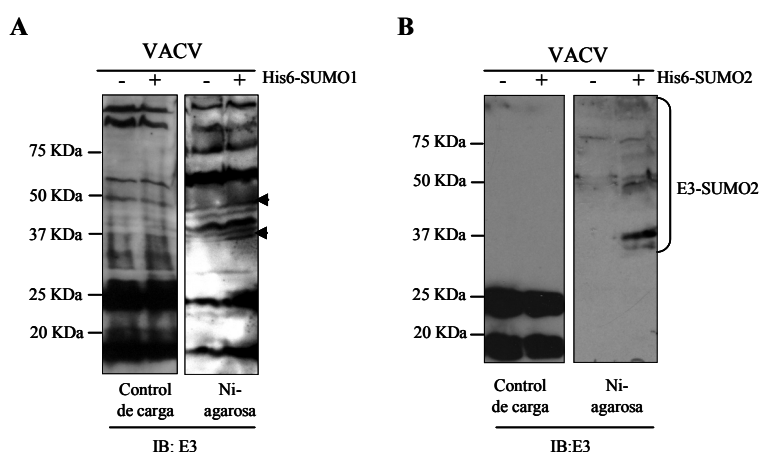 A
VACV
- + His6-SUMO1
75 KDa
50 KDa
37 KDa
25 KDa
20 KDa
Control de carga
Ni-agarosa
IB: E3
B
VACV
- + - + His6-SUMO2
75 KDa
50 KDa
37 KDa
25 KDa
20 KDa
E3-SUMO2
Control
de carga
Ni-
agarosa
IB:E3